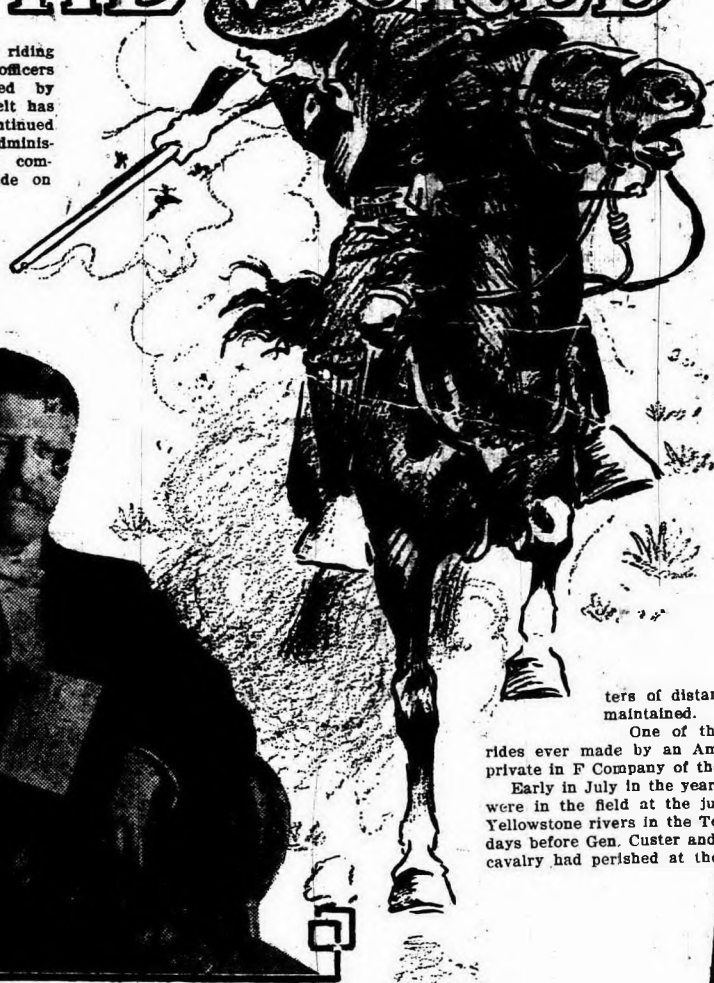 riding
officers
ed by
elt has
ntinued
dminis-
com-
de on
ters of distan
maintained.
One of th
rides ever made by an Am
private in F Company of the
Early in July in the year
were in the field at the ju
Yellowstone rivers in the Te
days before Gen. Custer and
cavalry had perished at the